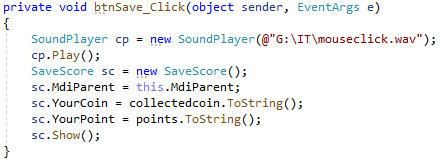 private void btnSave_Click(object sender, EventArgs e)
{
SoundPlayer cp = new SoundPlayer(@"G:\IT\mouseclick.wav");
cp.Play();
SaveScore sc = new SaveScore();
sc.MdiParent = this.MdiParent;
sc.YourCoin = collectedcoin.ToString();
sc.YourPoint = points.ToString();
sc.Show();
}